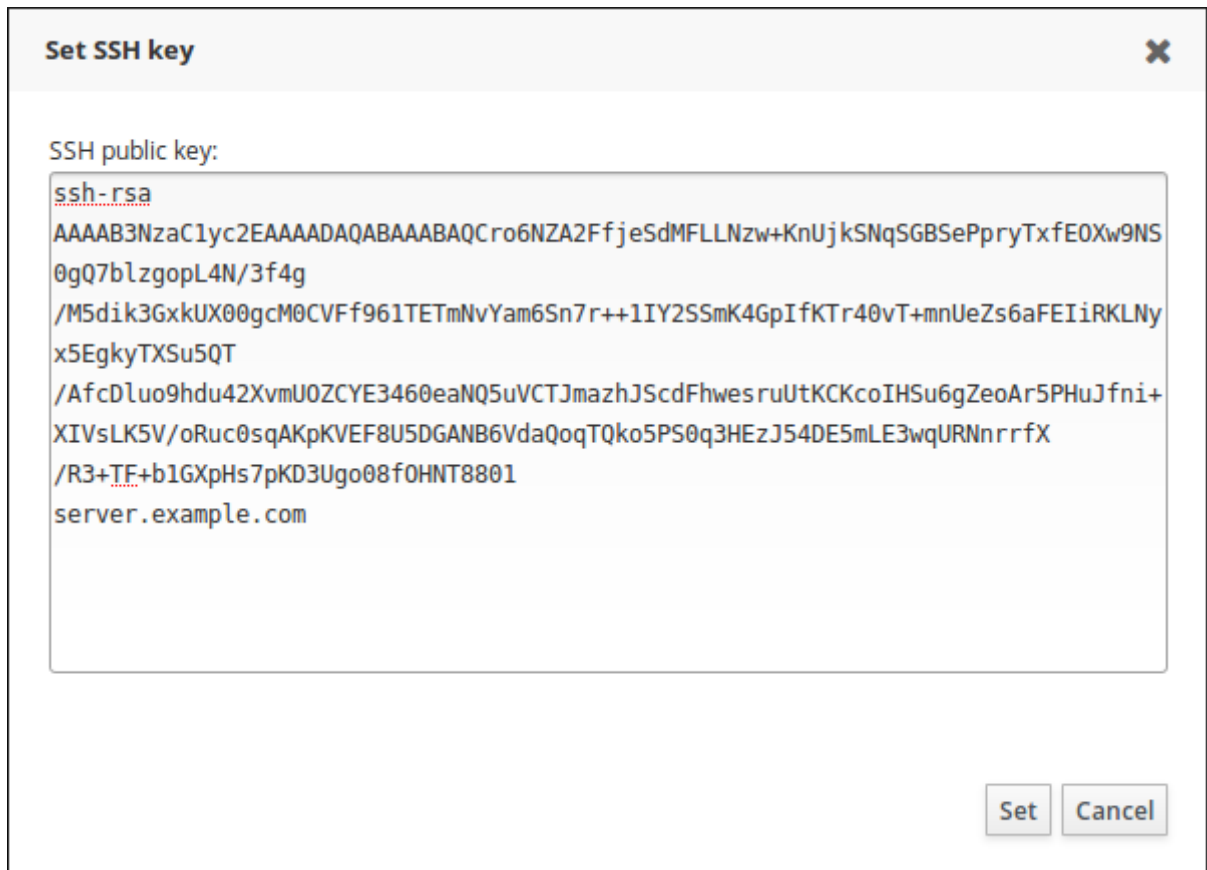 Set SSH key
SSH public key:
ssh-rsa
AAAAB3NzaC1yc2EAAAADAQABAAABAQCro6NZA2FfjeSdMFLLNzw+KnUjkSNqSGBSePpryTxfEOXw9NS
0gQ7blzgopL4N/3f4g
/M5dik3GxkUX00gcM0CVFf961TETmNvYam6Sn7r++1IY2SSmK4GpIfKTr40vT+mnUeZs6aFEIiRKLNy
x5EgkyTXSu5QT
/AfcDluo9hdu42XvmUOZCYE3460eaNQ5uVCTJmazhJScdFhwesruUtKCKcoIHSu6gZeoAr5PHuJfni+
XIVsLK5V/oRuc0sqAKpKVEF8U5DGANB6VdaQoqTQko5PS0q3HEzJ54DE5mLE3wqURNnrrfX
/R3+TF+b1GXpHs7pKD3Ugo08fOHNT8801
server.example.com
Set Cancel